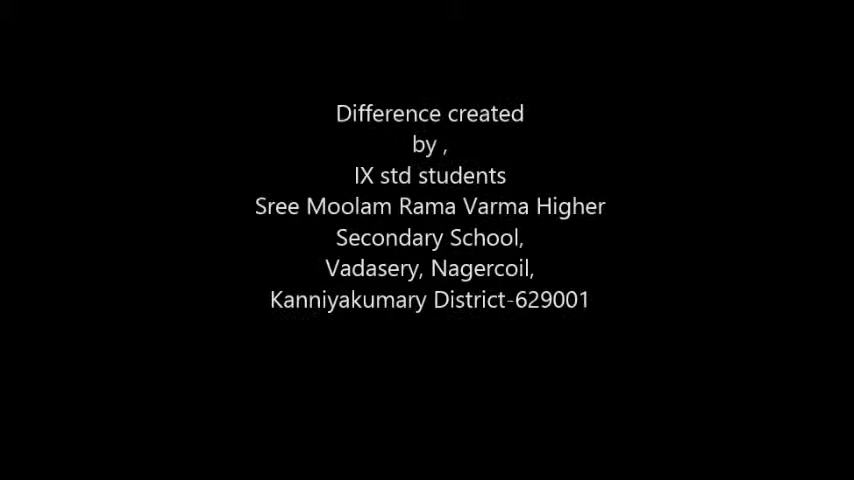 Difference created
by ,
IX std students
Sree Moolam Rama Varma Higher
Secondary School,
Vadasery, Nagercoil,
Kanniyakumary District-629001